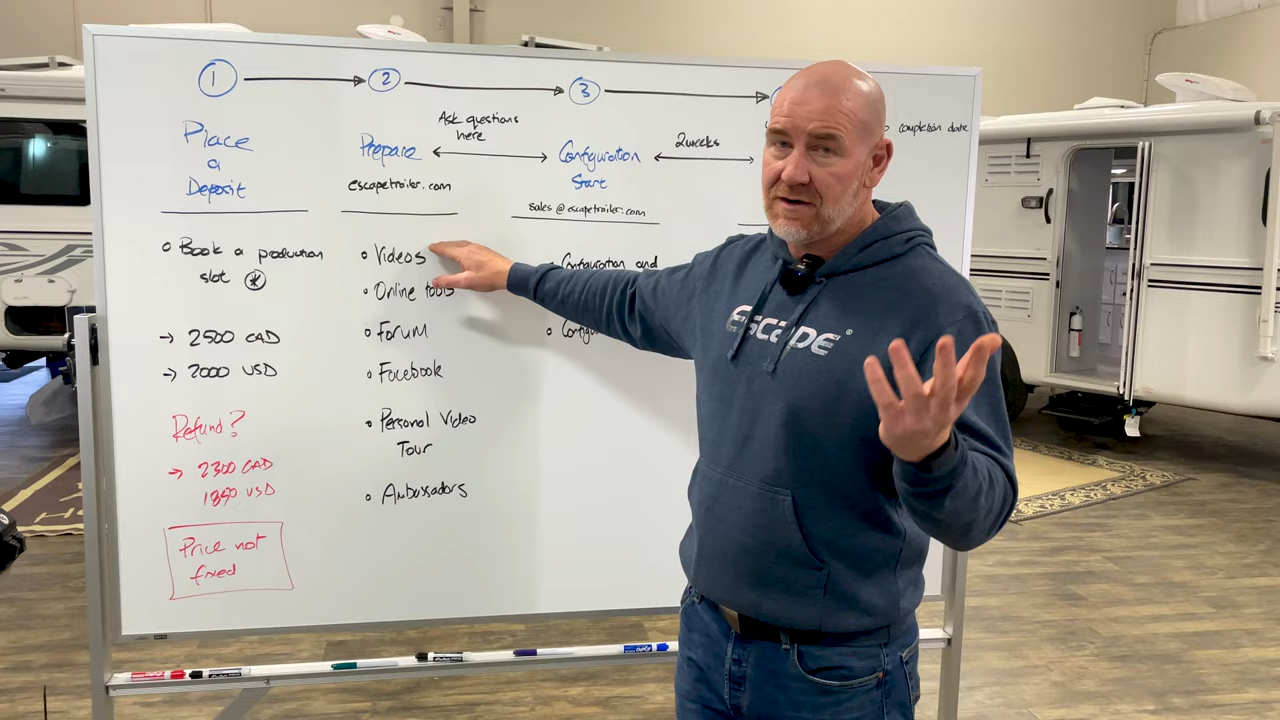 1
2
3
Place
a
Deposit
Book a production
slot *
→ 2500 CAD
→ 2000 USD
Refund?
→ 2300 CAD
1850 USD
Price not
fixed
Ask questions
here
Prepare
escapetrailer.com
Videos
Online tools
Forum
Facebook
Personal Video
Tour
Ambassadors
Configuration
Start
sales@escapetrailer.com
Configuration and
2 weeks
completion date
ESCAPE®